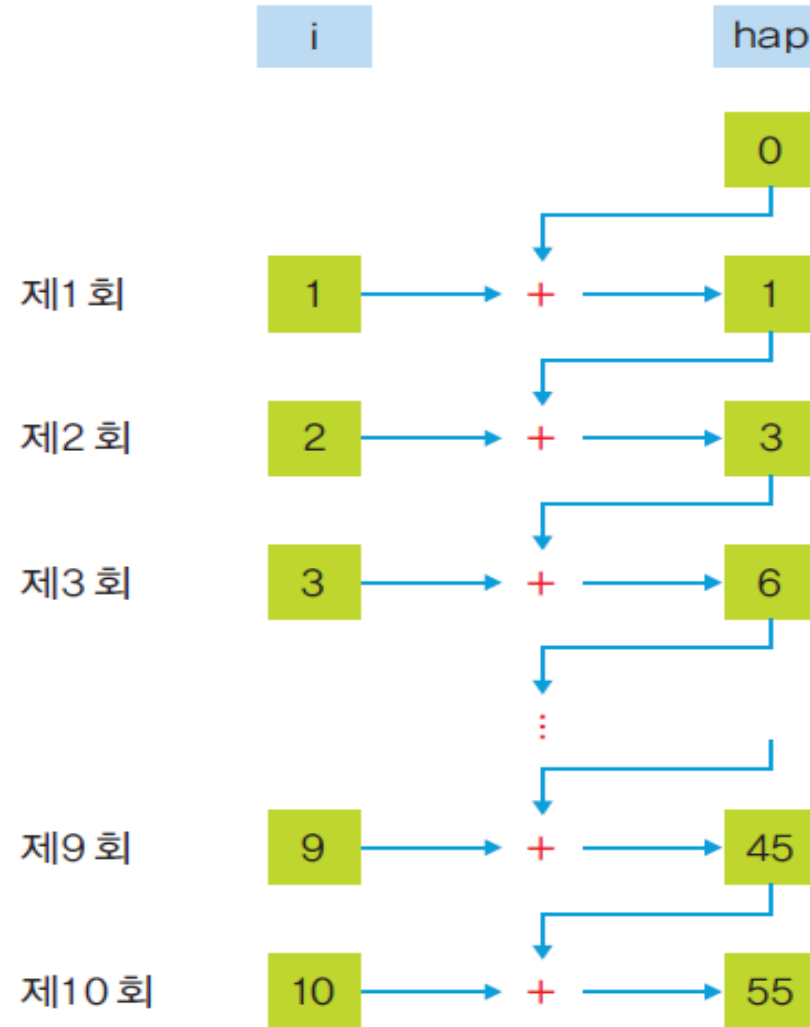 i hap
0
제1회 1 + 1
제2회 2 + 3
제3회 3 + 6
⋮
제9회 9 + 45
제10회 10 + 55